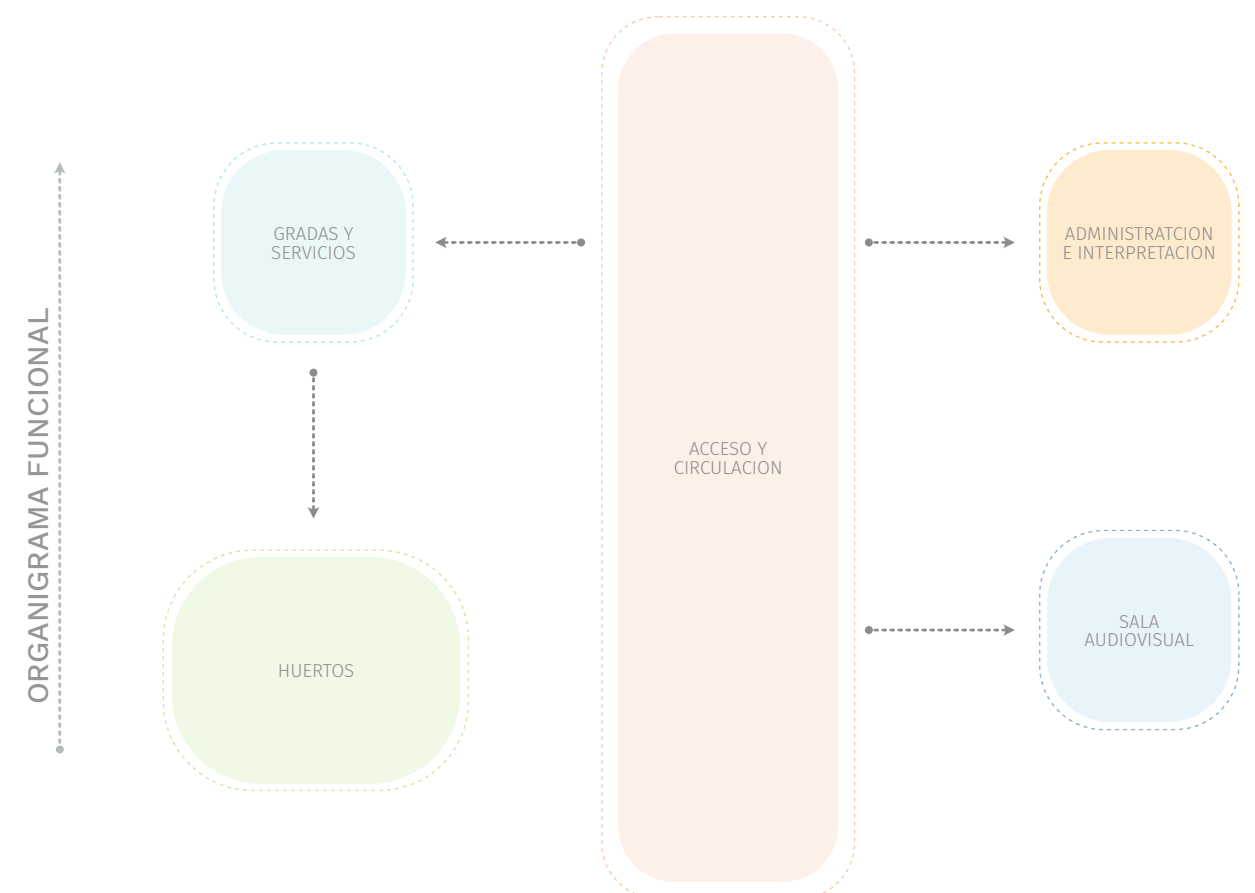 ORGANIGRAMA FUNCIONAL
GRADAS Y
SERVICIOS
ADMINISTRATCION
E INTERPRETACION
ACCESO Y
CIRCULACION
HUERTOS
SALA
AUDIOVISUAL